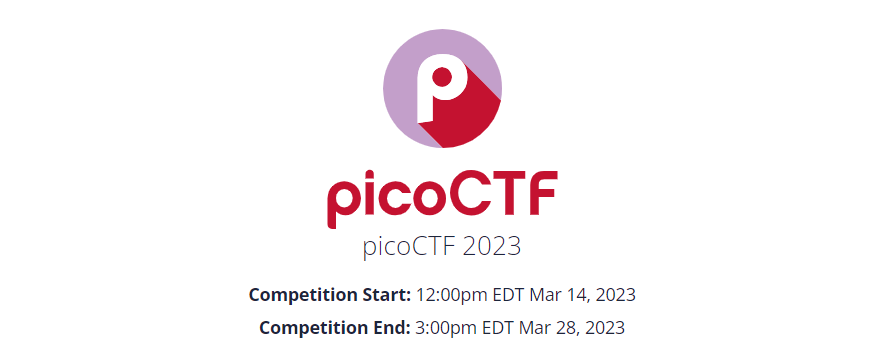 picoCTF
picoCTF 2023
Competition Start: 12:00pm EDT Mar 14, 2023
Competition End: 3:00pm EDT Mar 28, 2023